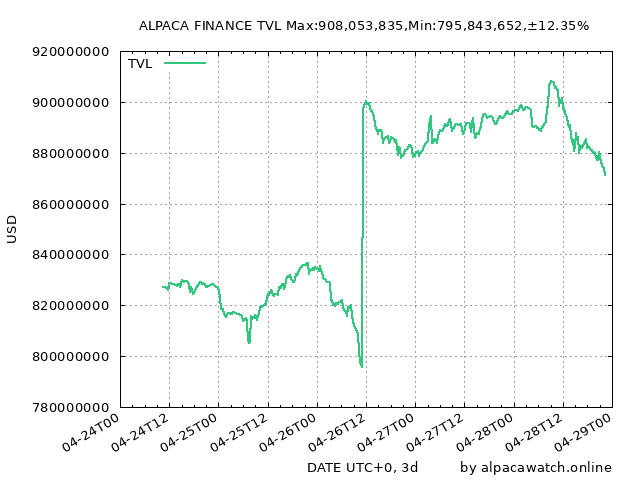 ALPACA FINANCE TVL Max:908,053,835,Min:795,843,652,±12.35%
TVL
920000000
900000000
880000000
860000000
840000000
820000000
800000000
780000000
USD
04-24T00
04-24T12
04-25T00
04-25T12
04-26T00
04-26T12
04-27T00
04-27T12
04-28T00
04-28T12
04-29T00
DATE UTC+0, 3d
by alpacawatch.online